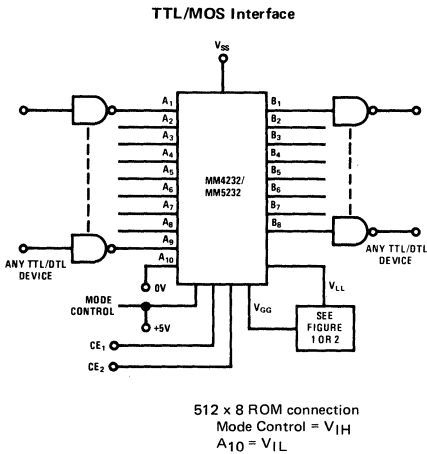 TTL/MOS Interface
VSS
A1
A2
A3
A4
A5
A6
A7
A8
A9
A10
MM4232/
MM5232
B1
B2
B3
B4
B5
B6
B7
B8
ANY TTL/DTL
DEVICE
ANY TTL/DTL
DEVICE
0V
MODE
CONTROL
+5V
CE1
CE2
VGG
VLL
SEE
FIGURE
1 OR 2
512 x 8 ROM connection
Mode Control = VIH
A10 = VIL